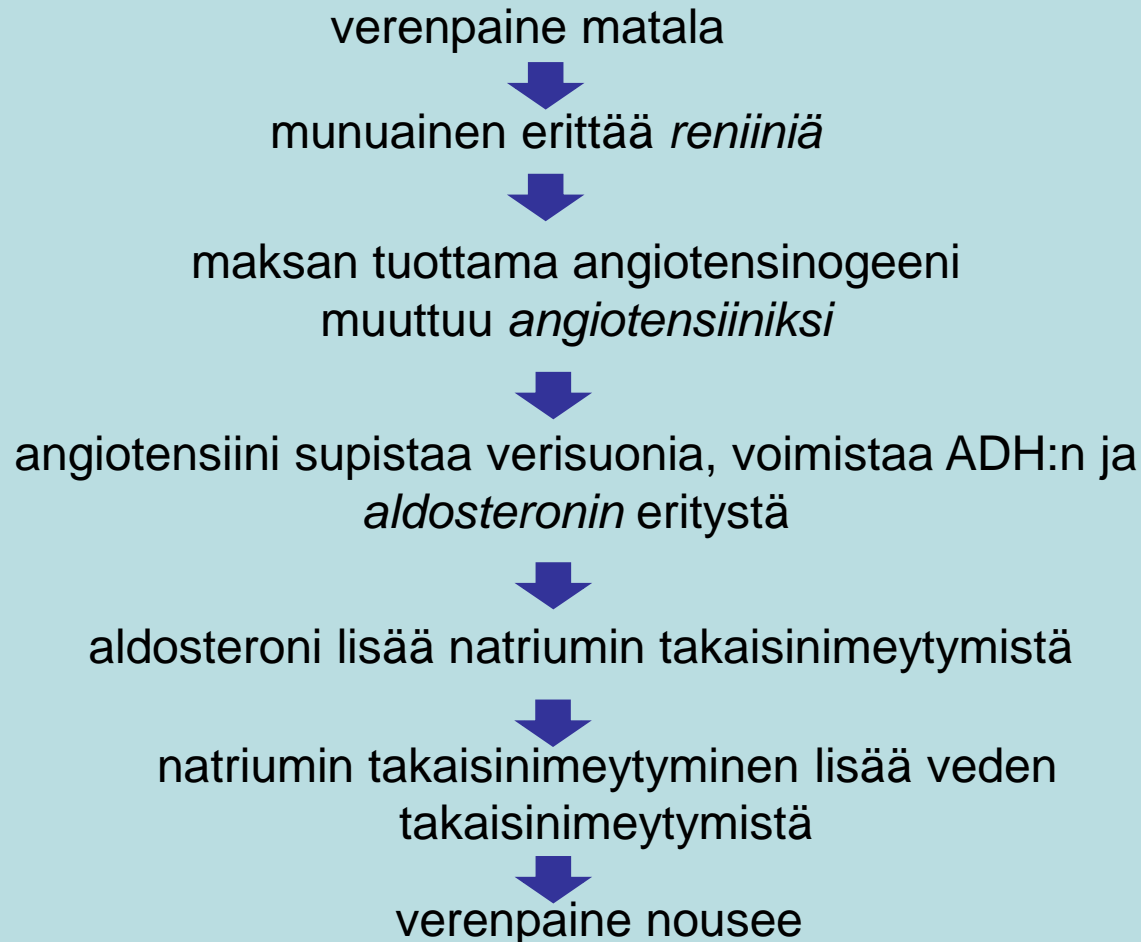 verenpaine matala
munuainen erittää reniiniä
maksan tuottama angiotensinogeeni
muuttuu angiotensiiniksi
angiotensiini supistaa verisuonia, voimistaa ADH:n ja
aldosteronin eritystä
aldosteroni lisää natriumin takaisinimeytymistä
natriumin takaisinimeytyminen lisää veden
takaisinimeytymistä
verenpaine nousee